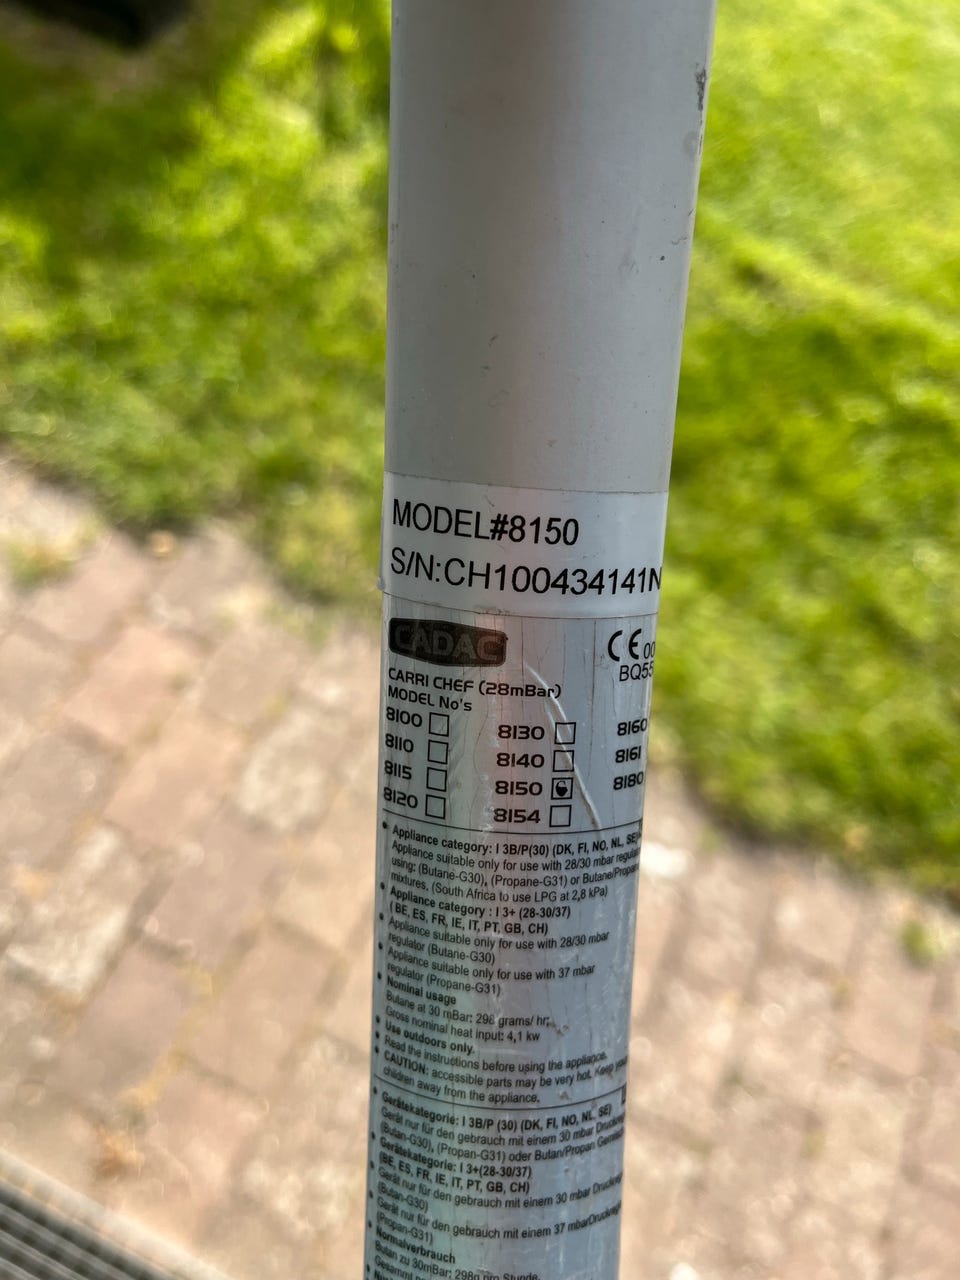 MODEL#8150
S/N:CH100434141N
CADAC
CE 00
BQ55
CARRI CHEF (28mBar)
MODEL No's
8100 8130 8160
8110 8140 8161
8115 8150 8180
8120 8154
• Appliance category: I 3B/P(30) (DK, FI, NO, NL, SE)
Appliance suitable only for use with 28/30 mbar
using: (Butane-G30), (Propane-G31) or Butane/Propan
mixtures. (South Africa to use LPG at 2,8 kPa)
• Appliance category : I 3+ (28-30/37)
( BE, ES, FR, IE, IT, PT, GB, CH)
• Appliance suitable only for use with 28/30 mbar
regulator (Butane-G30)
• Appliance suitable only for use with 37 mbar
regulator (Propane-G31)
• Nominal usage
Butane at 30 mBar: 298 grams/ hr;
Gross nominal heat input: 4,1 kw
• Use outdoors only.
• Read the instructions before using the appliance.
• CAUTION: accessible parts may be very hot. Keep
children away from the appliance.
• Gerätekategorie: I 3B/P (30) (DK, FI, NO, NL, SE)
Gerät nur für den gebrauch mit einem 30 mbar
(Butan-G30), (Propan-G31) oder Butan/Propan
• Gerätekategorie: I 3+(28-30/37)
(BE, ES, FR, IE, IT, PT, GB, CH)
• Gerät nur für den gebrauch mit einem 30 mbar
(Butan-G30)
• Gerät nur für den gebrauch mit einem 37 mbar
(Propan-G31)
• Normalverbrauch
Butan zu 30mBar: 298g pro Stunde.